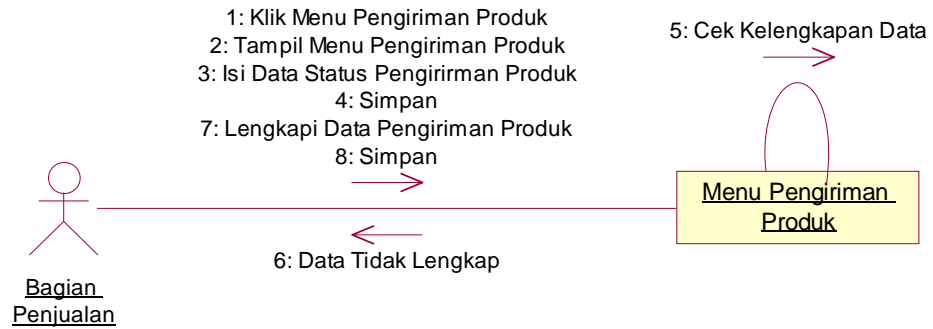 1: Klik Menu Pengiriman Produk
2: Tampil Menu Pengiriman Produk
3: Isi Data Status Pengirirman Produk
4: Simpan
7: Lengkapi Data Pengiriman Produk
8: Simpan
5: Cek Kelengkapan Data
Menu Pengiriman
Produk
6: Data Tidak Lengkap
Bagian
Penjualan